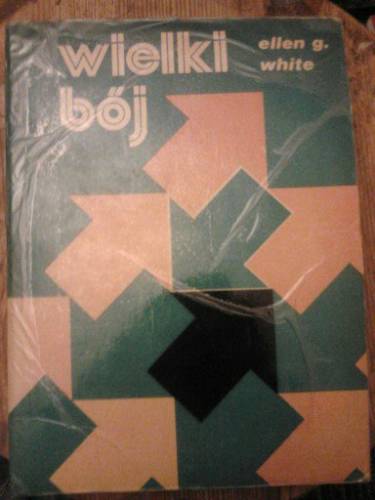 wielki
bój
ellen g.
white